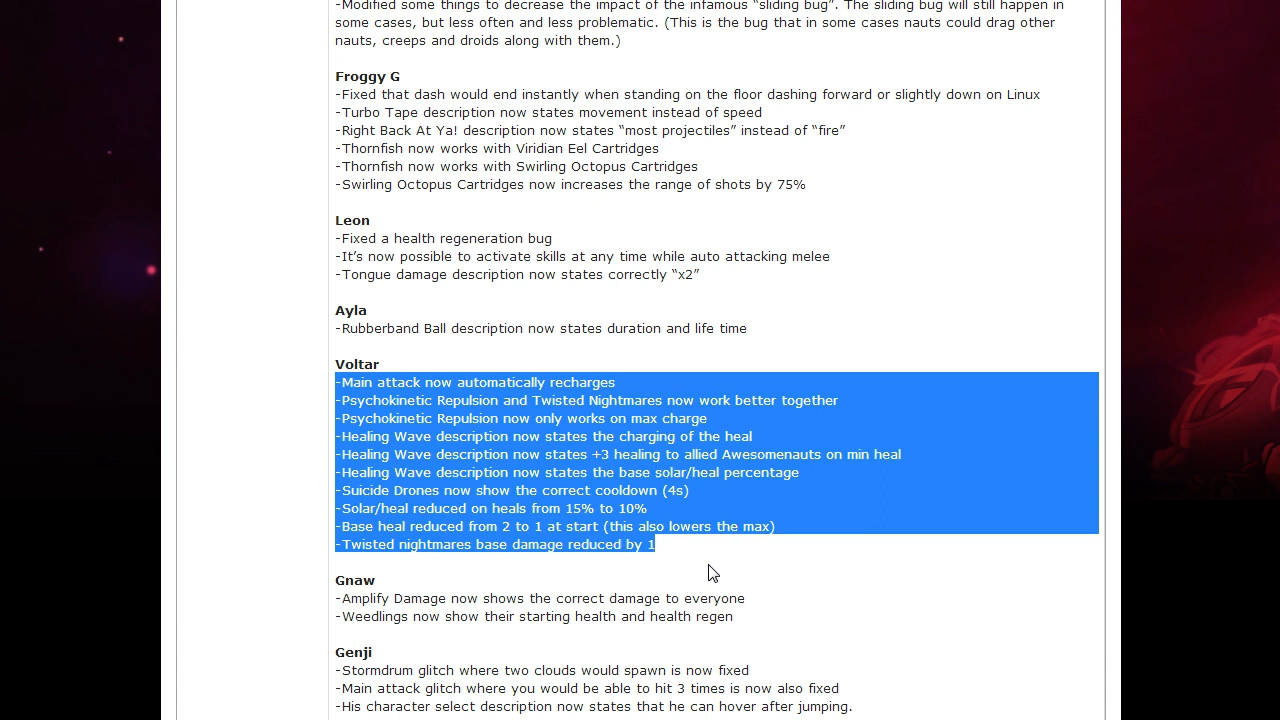 -Modified some things to decrease the impact of the infamous “sliding bug”. The sliding bug will still happen in
some cases, but less often and less problematic. (This is the bug that in some cases nauts could drag other
nauts, creeps and droids along with them.)
Froggy G
-Fixed that dash would end instantly when standing on the floor dashing forward or slightly down on Linux
-Turbo Tape description now states movement instead of speed
-Right Back At Ya! description now states “most projectiles” instead of “fire”
-Thornfish now works with Viridian Eel Cartridges
-Thornfish now works with Swirling Octopus Cartridges
-Swirling Octopus Cartridges now increases the range of shots by 75%
Leon
-Fixed a health regeneration bug
-It’s now possible to activate skills at any time while auto attacking melee
-Tongue damage description now states correctly “x2”
Ayla
-Rubberband Ball description now states duration and life time
Voltar
-Main attack now automatically recharges
-Psychokinetic Repulsion and Twisted Nightmares now work better together
-Psychokinetic Repulsion now only works on max charge
-Healing Wave description now states the charging of the heal
-Healing Wave description now states +3 healing to allied Awesomenauts on min heal
-Healing Wave description now states the base solar/heal percentage
-Suicide Drones now show the correct cooldown (4s)
-Solar/heal reduced on heals from 15% to 10%
-Base heal reduced from 2 to 1 at start (this also lowers the max)
-Twisted nightmares base damage reduced by 1
Gnaw
-Amplify Damage now shows the correct damage to everyone
-Weedlings now show their starting health and health regen
Genji
-Stormdrum glitch where two clouds would spawn is now fixed
-Main attack glitch where you would be able to hit 3 times is now also fixed
-His character select description now states that he can hover after jumping.